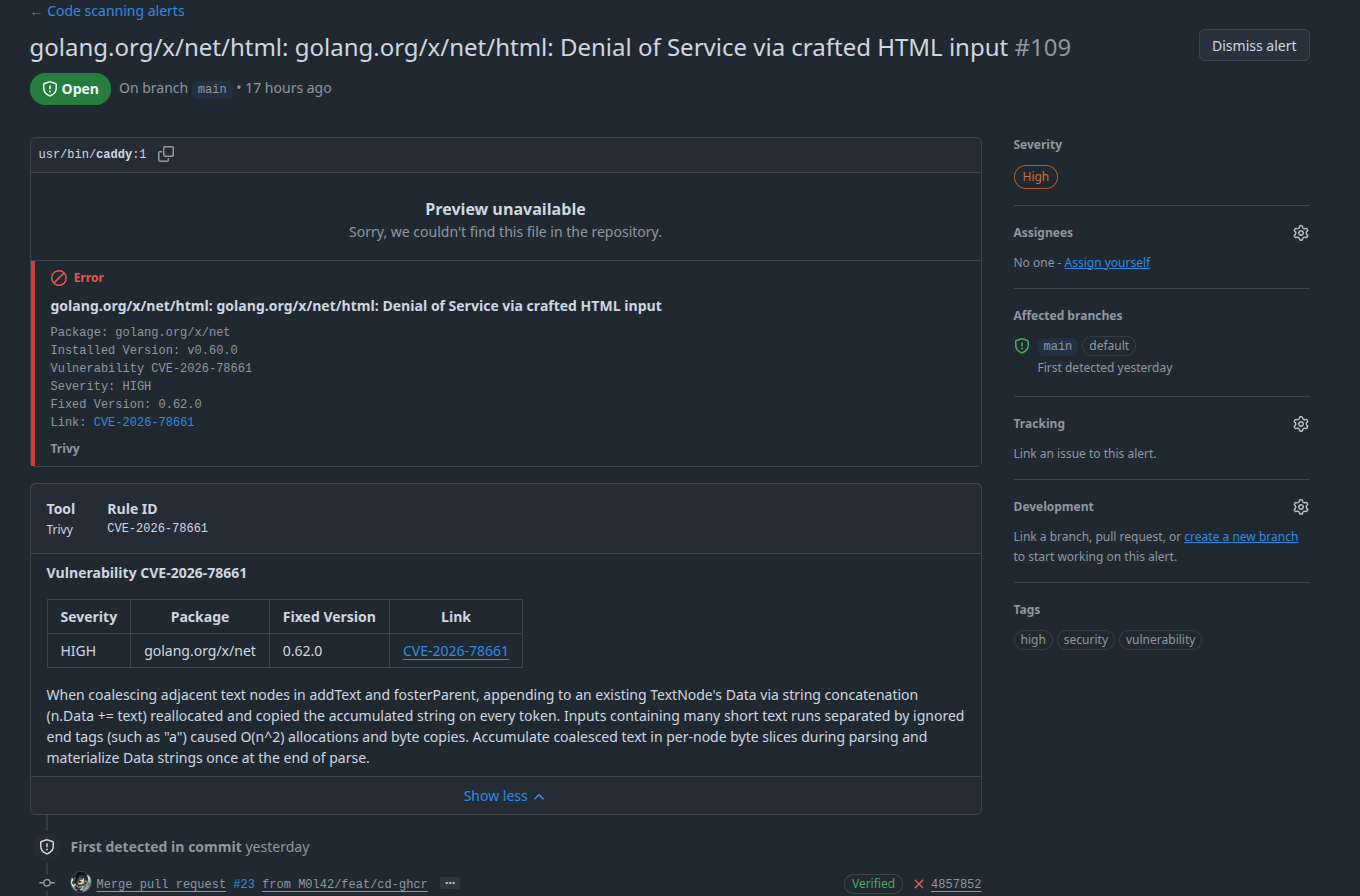 ← Code scanning alerts
golang.org/x/net/html: golang.org/x/net/html: Denial of Service via crafted HTML input #109
Dismiss alert
Open On branch main • 17 hours ago
usr/bin/caddy:1
Preview unavailable
Sorry, we couldn't find this file in the repository.
Error
golang.org/x/net/html: golang.org/x/net/html: Denial of Service via crafted HTML input
Package: golang.org/x/net
Installed Version: v0.60.0
Vulnerability CVE-2026-78661
Severity: HIGH
Fixed Version: 0.62.0
Link: CVE-2026-78661
Trivy
Tool Rule ID
Trivy CVE-2026-78661
Vulnerability CVE-2026-78661
Severity Package Fixed Version Link
HIGH golang.org/x/net 0.62.0 CVE-2026-78661
When coalescing adjacent text nodes in addText and fosterParent, appending to an existing TextNode's Data via string concatenation
(n.Data += text) reallocated and copied the accumulated string on every token. Inputs containing many short text runs separated by ignored
end tags (such as "a") caused O(n^2) allocations and byte copies. Accumulate coalesced text in per-node byte slices during parsing and
materialize Data strings once at the end of parse.
Show less
First detected in commit yesterday
Merge pull request #23 from M0l42/feat/cd-ghcr ···
Verified 4857852
Severity
High
Assignees
No one - Assign yourself
Affected branches
main default
First detected yesterday
Tracking
Link an issue to this alert.
Development
Link a branch, pull request, or create a new branch
to start working on this alert.
Tags
high security vulnerability